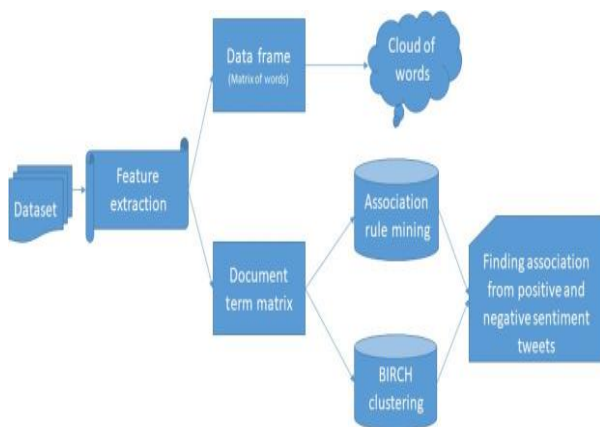 Dataset
Feature
extraction
Data frame
(Matrix of words)
Cloud of
words
Document
term matrix
Association
rule mining
BIRCH
clustering
Finding association
from positive and
negative sentiment
tweets